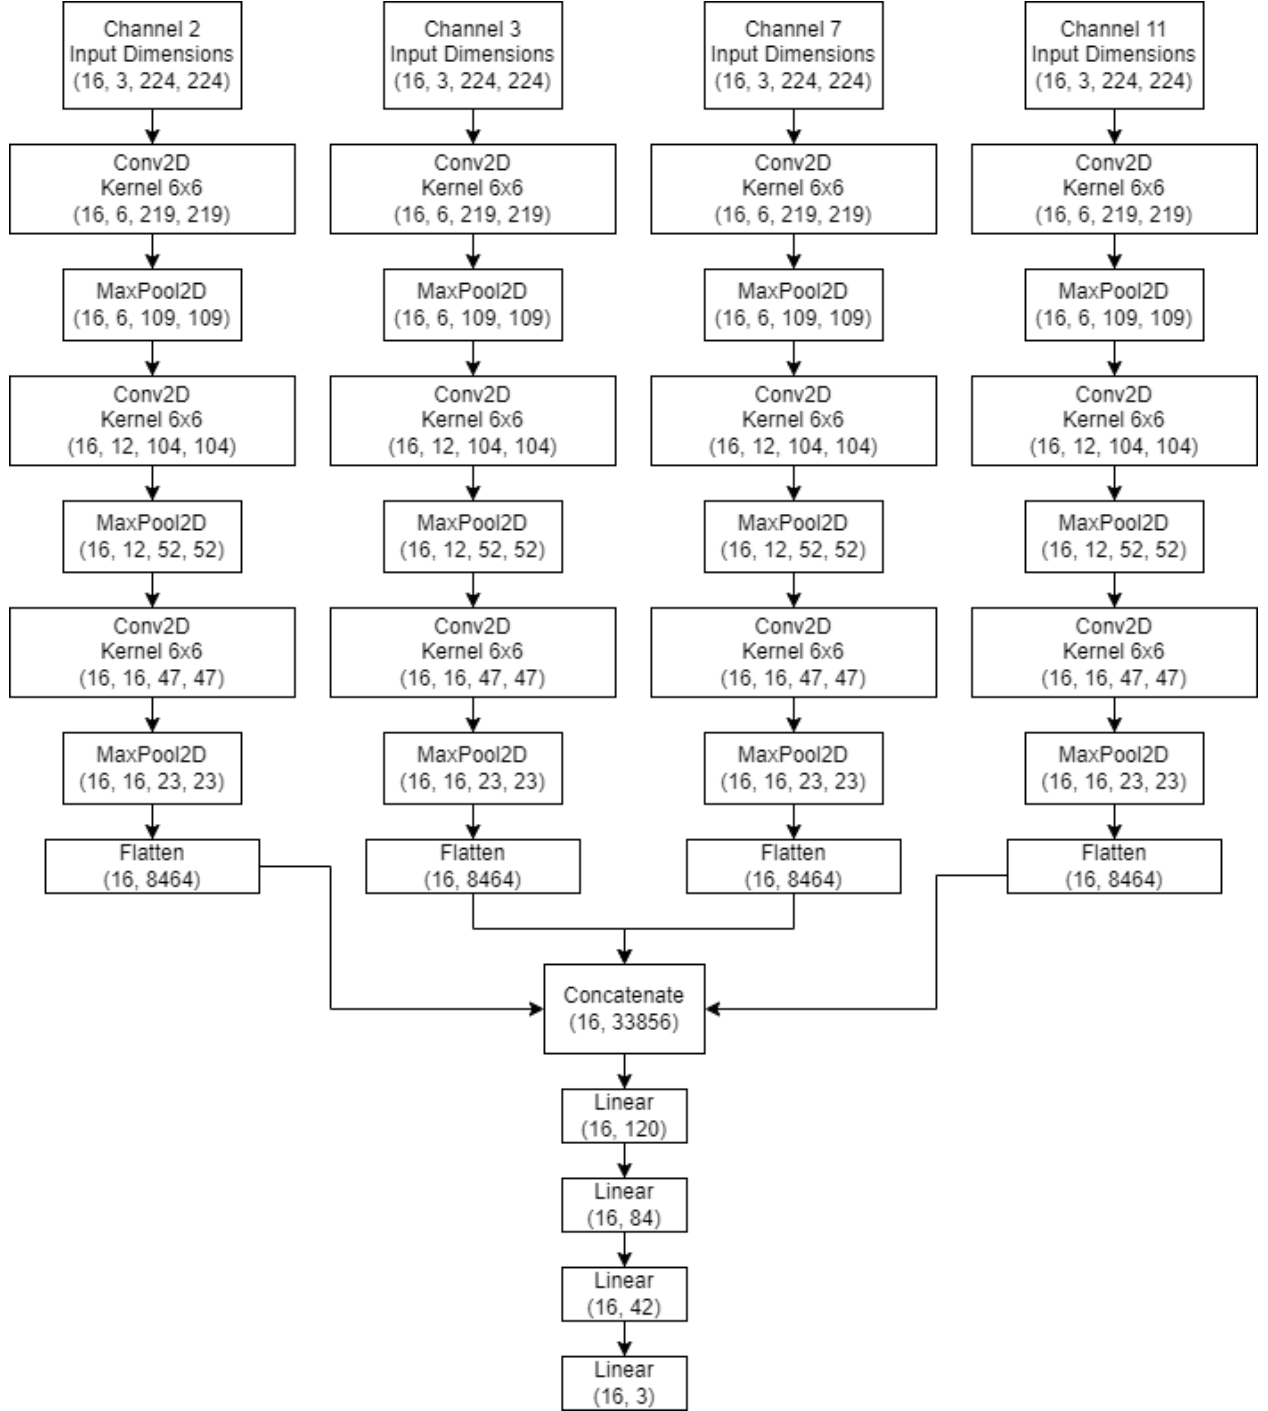 Channel 2
Input Dimensions
(16, 3, 224, 224)
Channel 3
Input Dimensions
(16, 3, 224, 224)
Channel 7
Input Dimensions
(16, 3, 224, 224)
Channel 11
Input Dimensions
(16, 3, 224, 224)
Conv2D
Kernel 6x6
(16, 6, 219, 219)
Conv2D
Kernel 6x6
(16, 6, 219, 219)
Conv2D
Kernel 6x6
(16, 6, 219, 219)
Conv2D
Kernel 6x6
(16, 6, 219, 219)
MaxPool2D
(16, 6, 109, 109)
MaxPool2D
(16, 6, 109, 109)
MaxPool2D
(16, 6, 109, 109)
MaxPool2D
(16, 6, 109, 109)
Conv2D
Kernel 6x6
(16, 12, 104, 104)
Conv2D
Kernel 6x6
(16, 12, 104, 104)
Conv2D
Kernel 6x6
(16, 12, 104, 104)
Conv2D
Kernel 6x6
(16, 12, 104, 104)
MaxPool2D
(16, 12, 52, 52)
MaxPool2D
(16, 12, 52, 52)
MaxPool2D
(16, 12, 52, 52)
MaxPool2D
(16, 12, 52, 52)
Conv2D
Kernel 6x6
(16, 16, 47, 47)
Conv2D
Kernel 6x6
(16, 16, 47, 47)
Conv2D
Kernel 6x6
(16, 16, 47, 47)
Conv2D
Kernel 6x6
(16, 16, 47, 47)
MaxPool2D
(16, 16, 23, 23)
MaxPool2D
(16, 16, 23, 23)
MaxPool2D
(16, 16, 23, 23)
MaxPool2D
(16, 16, 23, 23)
Flatten
(16, 8464)
Flatten
(16, 8464)
Flatten
(16, 8464)
Flatten
(16, 8464)
Concatenate
(16, 33856)
Linear
(16, 120)
Linear
(16, 84)
Linear
(16, 42)
Linear
(16, 3)